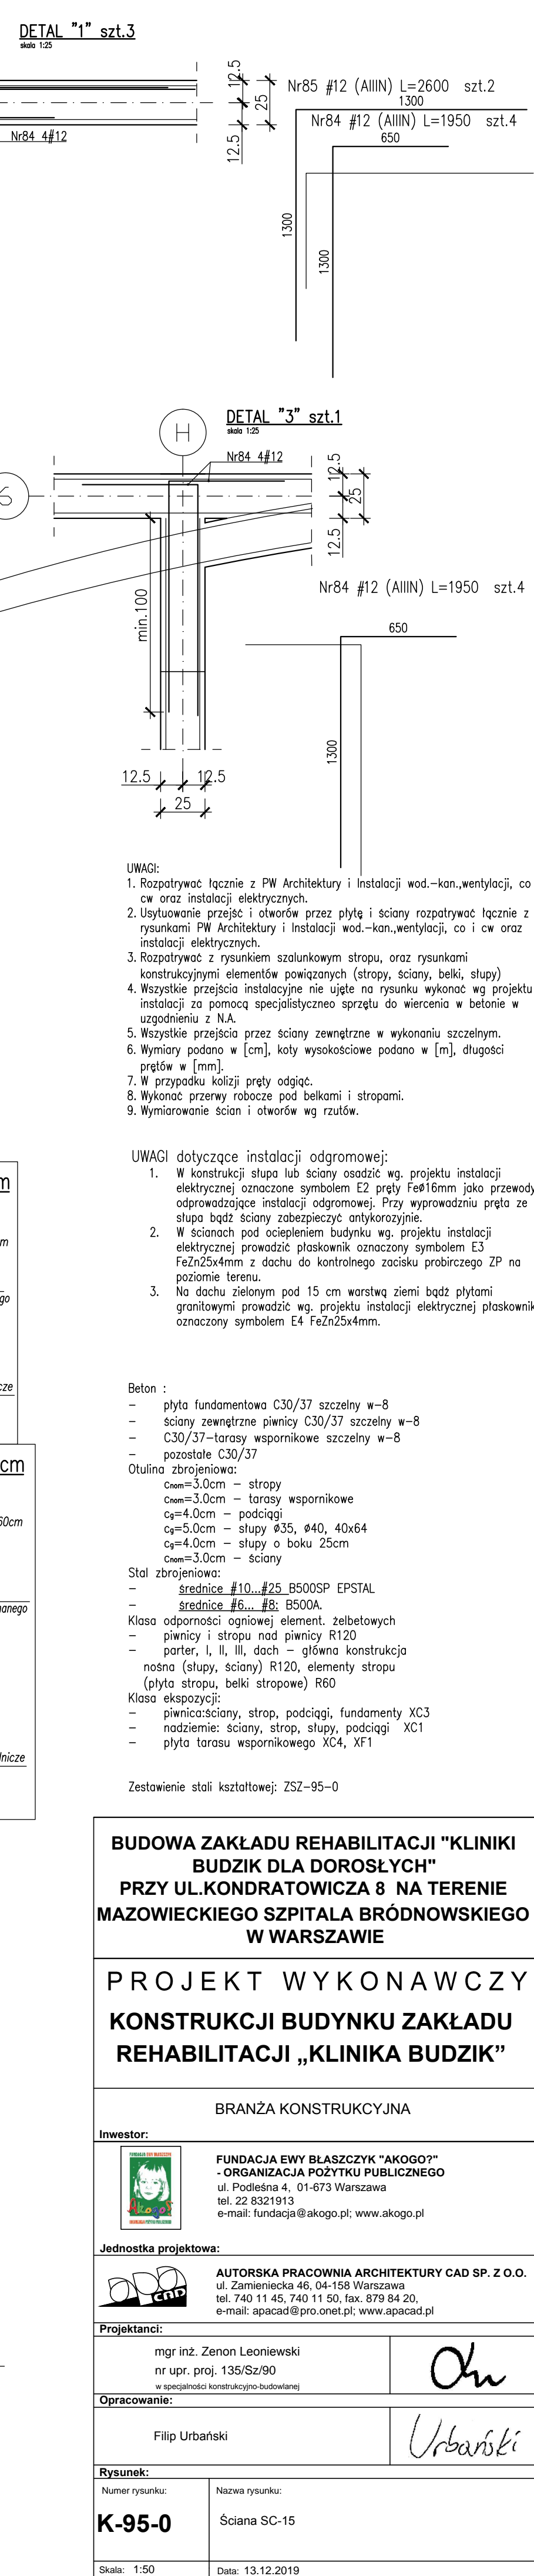 DETAL "1" szt.3
skala 1:25
12.5
25
12.5
Nr84 4#12
Nr85 #12 (AIIIN) L=2600 szt.2
1300
Nr84 #12 (AIIIN) L=1950 szt.4
650
1300
1300
H
DETAL "3" szt.1
skala 1:25
Nr84 4#12
12.5
25
12.5
min.100
Nr84 #12 (AIIIN) L=1950 szt.4
650
1300
12.5
12.5
25
UWAGI:
1. Rozpatrywać łącznie z PW Architektury i Instalacji wod.-kan.,wentylacji, co i
cw oraz instalacji elektrycznych.
2. Usytuowanie przejść i otworów przez płytę i ściany rozpatrywać łącznie z
rysunkami PW Architektury i Instalacji wod.-kan.,wentylacji, co i cw oraz
instalacji elektrycznych.
3. Rozpatrywać z rysunkiem szalunkowym stropu, oraz rysunkami
konstrukcyjnymi elementów powiązanych (stropy, ściany, belki, słupy)
4. Wszystkie przejścia instalacyjne nie ujęte na rysunku wykonać wg projektu
instalacji za pomocą specjalistyczneo sprzętu do wiercenia w betonie w
uzgodnieniu z N.A.
5. Wszystkie przejścia przez ściany zewnętrzne w wykonaniu szczelnym.
6. Wymiary podano w [cm], koty wysokościowe podano w [m], długości
prętów w [mm].
7. W przypadku kolizji pręty odgiąć.
8. Wykonać przerwy robocze pod belkami i stropami.
9. Wymiarowanie ścian i otworów wg rzutów.
UWAGI dotyczące instalacji odgromowej:
1. W konstrukcji słupa lub ściany osadzić wg. projektu instalacji
elektrycznej oznaczone symbolem E2 pręty Feø16mm jako przewody
odprowadzające instalacji odgromowej. Przy wyprowadzniu pręta ze
słupa bądź ściany zabezpieczyć antykorozyjnie.
2. W ścianach pod ociepleniem budynku wg. projektu instalacji
elektrycznej prowadzić płaskownik oznaczony symbolem E3
FeZn25x4mm z dachu do kontrolnego zacisku probirczego ZP na
poziomie terenu.
3. Na dachu zielonym pod 15 cm warstwą ziemi bądź płytami
granitowymi prowadzić wg. projektu instalacji elektrycznej płaskownik
oznaczony symbolem E4 FeZn25x4mm.
cm
60cm
Beton :
- płyta fundamentowa C30/37 szczelny w-8
- ściany zewnętrzne piwnicy C30/37 szczelny w-8
- C30/37-tarasy wspornikowe szczelny w-8
- pozostałe C30/37
Otulina zbrojeniowa:
cnom=3.0cm - stropy
cnom=3.0cm - tarasy wspornikowe
cg=4.0cm - podciągi
cg=5.0cm - słupy ø35, ø40, 40x64
cg=4.0cm - słupy o boku 25cm
cnom=3.0cm - ściany
Stal zbrojeniowa:
- średnice #10...#25 B500SP EPSTAL
- średnice #6... #8: B500A.
Klasa odporności ogniowej element. żelbetowych
- piwnicy i stropu nad piwnicy R120
- parter, I, II, III, dach - główna konstrukcja
nośna (słupy, ściany) R120, elementy stropu
(płyta stropu, belki stropowe) R60
Klasa ekspozycji:
- piwnica:ściany, strop, podciągi, fundamenty XC3
- nadziemie: ściany, strop, słupy, podciągi XC1
- płyta tarasu wspornikowego XC4, XF1
Zestawienie stali kształtowej: ZSZ-95-0
BUDOWA ZAKŁADU REHABILITACJI "KLINIKI
BUDZIK DLA DOROSŁYCH"
PRZY UL.KONDRATOWICZA 8 NA TERENIE
MAZOWIECKIEGO SZPITALA BRÓDNOWSKIEGO
W WARSZAWIE
PROJEKT WYKONAWCZY
KONSTRUKCJI BUDYNKU ZAKŁADU
REHABILITACJI „KLINIKA BUDZIK”
BRANŻA KONSTRUKCYJNA
Inwestor:
FUNDACJA EWY BŁASZCZYK
Akogo?
FUNDACJA EWY BŁASZCZYK "AKOGO?"
- ORGANIZACJA POŻYTKU PUBLICZNEGO
ul. Podleśna 4, 01-673 Warszawa
tel. 22 8321913
e-mail: fundacja@akogo.pl; www.akogo.pl
Jednostka projektowa:
CAD
AUTORSKA PRACOWNIA ARCHITEKTURY CAD SP. Z O.O.
ul. Zamieniecka 46, 04-158 Warszawa
tel. 740 11 45, 740 11 50, fax. 879 84 20,
e-mail: apacad@pro.onet.pl; www.apacad.pl
Projektanci:
mgr inż. Zenon Leoniewski
nr upr. proj. 135/Sz/90
w specjalności konstrukcyjno-budowlanej
Opracowanie:
Filip Urbański
Urbański
Rysunek:
Numer rysunku:
K-95-0
Nazwa rysunku:
Ściana SC-15
Skala: 1:50
Data: 13.12.2019